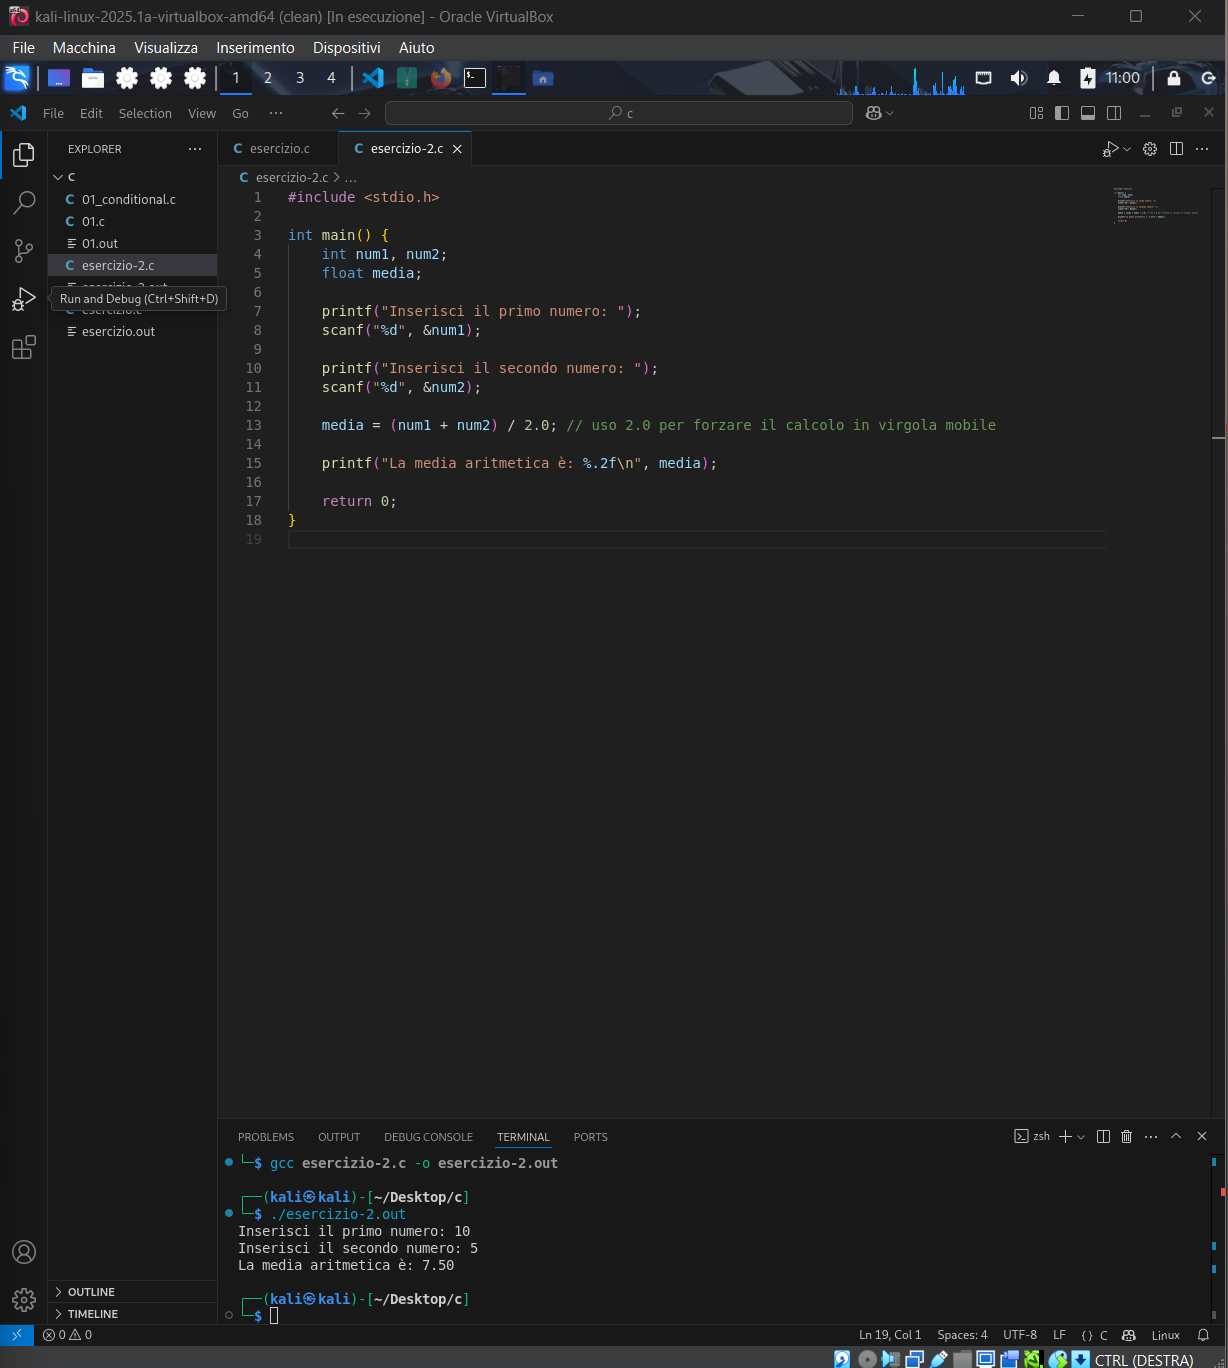 kali-linux-2025.1a-virtualbox-amd64 (clean) [In esecuzione] - Oracle VirtualBox
File Macchina Visualizza Inserimento Dispositivi Aiuto
1 2 3 4 11:00
File Edit Selection View Go ··· c
EXPLORER
C
C 01_conditional.c
C 01.c
01.out
C esercizio-2.c
Run and Debug (Ctrl+Shift+D)
esercizio.out
OUTLINE
TIMELINE
C esercizio.c C esercizio-2.c
C esercizio-2.c > ...
1 #include <stdio.h>
2
3 int main() {
4 int num1, num2;
5 float media;
6
7 printf("Inserisci il primo numero: ");
8 scanf("%d", &num1);
9
10 printf("Inserisci il secondo numero: ");
11 scanf("%d", &num2);
12
13 media = (num1 + num2) / 2.0; // uso 2.0 per forzare il calcolo in virgola mobile
14
15 printf("La media aritmetica è: %.2f\n", media);
16
17 return 0;
18 }
19
PROBLEMS OUTPUT DEBUG CONSOLE TERMINAL PORTS zsh
└─$ gcc esercizio-2.c -o esercizio-2.out
┌──(kali㉿kali)-[~/Desktop/c]
└─$ ./esercizio-2.out
Inserisci il primo numero: 10
Inserisci il secondo numero: 5
La media aritmetica è: 7.50
┌──(kali㉿kali)-[~/Desktop/c]
└─$
0 0 Ln 19, Col 1 Spaces: 4 UTF-8 LF {} C Linux
CTRL (DESTRA)